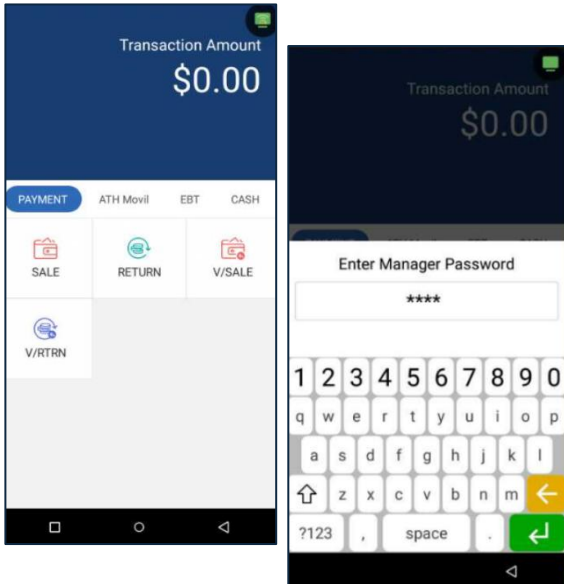 Transaction Amount
$0.00
PAYMENT ATH Movil EBT CASH
SALE RETURN V/SALE
V/RTRN
Transaction Amount
$0.00
Enter Manager Password
****
1 2 3 4 5 6 7 8 9 0
q w e r t y u i o p
a s d f g h j k l
z x c v b n m
?123 , space .